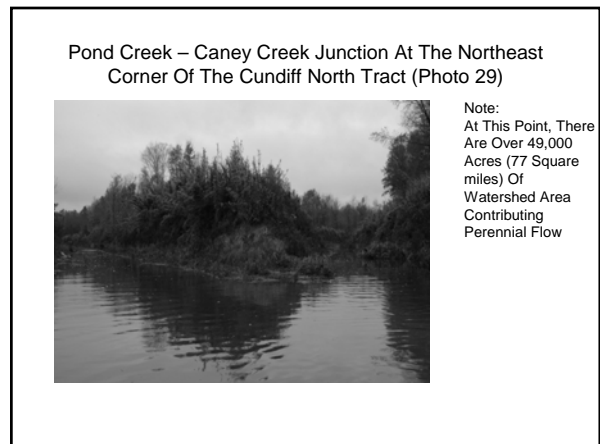 Pond Creek – Caney Creek Junction At The Northeast
Corner Of The Cundiff North Tract (Photo 29)
Note:
At This Point, There
Are Over 49,000
Acres (77 Square
miles) Of
Watershed Area
Contributing
Perennial Flow